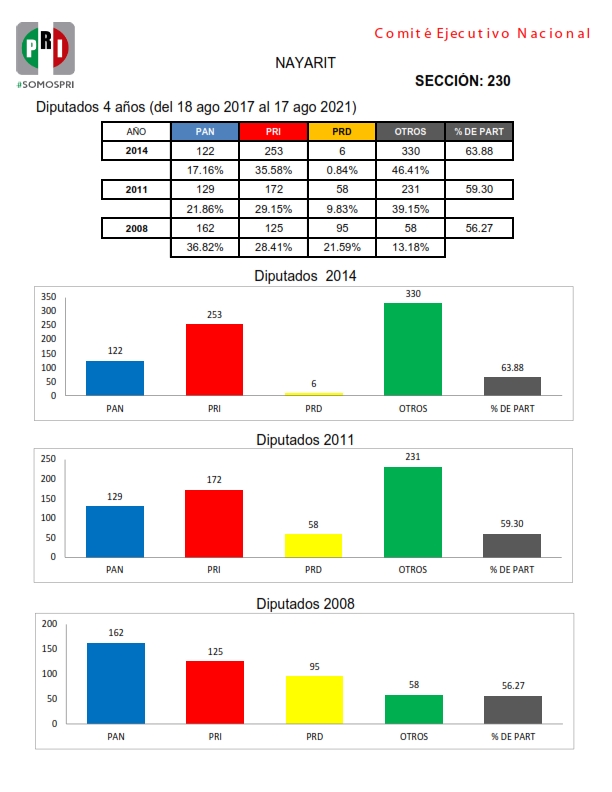 Comité Ejecutivo Nacional
PRI
#SOMOSPRI
NAYARIT
SECCIÓN: 230
Diputados 4 años (del 18 ago 2017 al 17 ago 2021)
AÑO PAN PRI PRD OTROS % DE PART
2014 122 253 6 330 63.88
17.16% 35.58% 0.84% 46.41%
2011 129 172 58 231 59.30
21.86% 29.15% 9.83% 39.15%
2008 162 125 95 58 56.27
36.82% 28.41% 21.59% 13.18%
Diputados 2014
350
300
250
200
150
100
50
0
122 253 6 330 63.88
PAN PRI PRD OTROS % DE PART
Diputados 2011
250
200
150
100
50
0
129 172 58 231 59.30
PAN PRI PRD OTROS % DE PART
Diputados 2008
200
150
100
50
0
162 125 95 58 56.27
PAN PRI PRD OTROS % DE PART